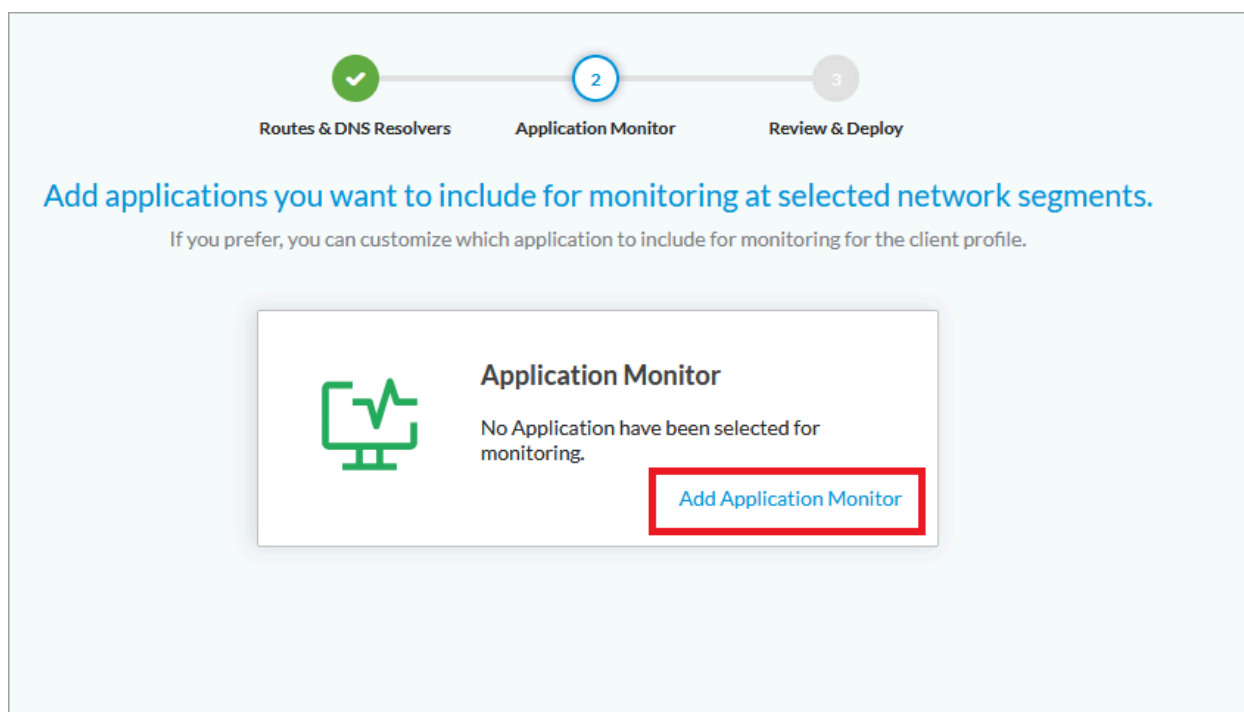 2
3
Routes & DNS Resolvers
Application Monitor
Review & Deploy
Add applications you want to include for monitoring at selected network segments.
If you prefer, you can customize which application to include for monitoring for the client profile.
Application Monitor
No Application have been selected for
monitoring.
Add Application Monitor